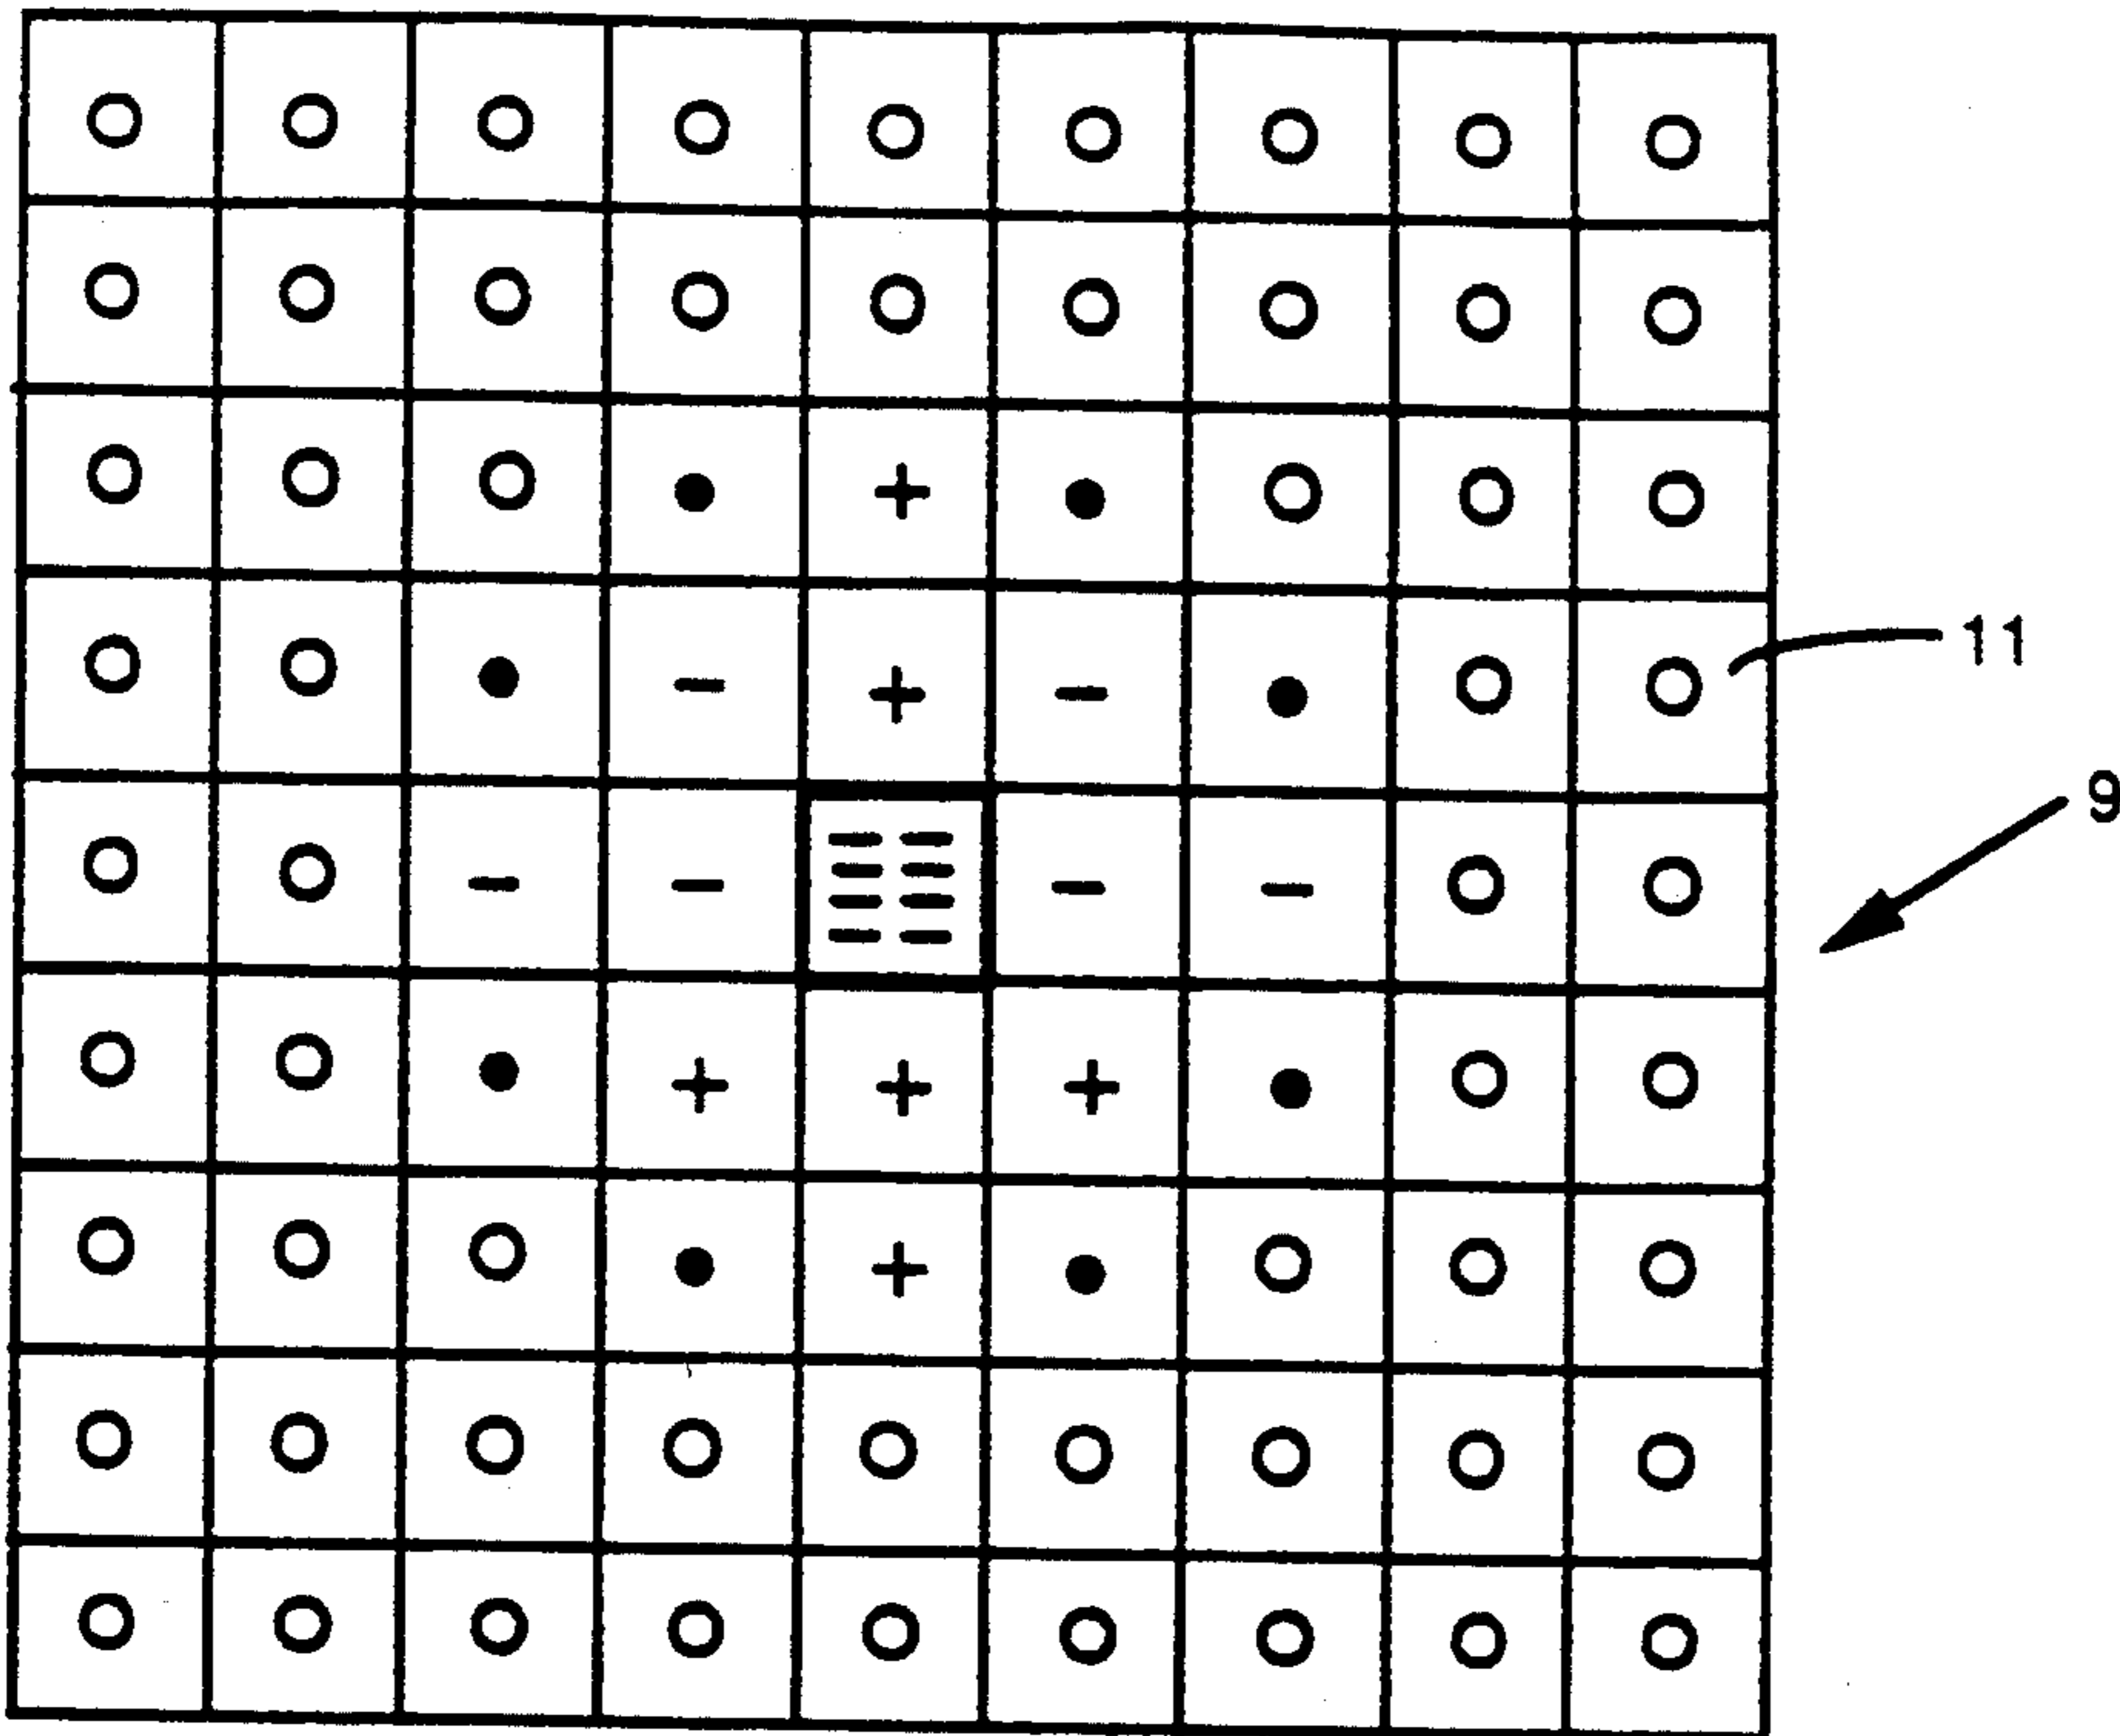 ○ ○ ○ ○ ○ ○ ○ ○ ○
○ ○ ○ ○ ○ ○ ○ ○ ○
○ ○ ○ ● + ● ○ ○ ○
○ ○ ● − + − ● ○ ○ 11
○ ○ − − − − − − − − − − − − ○ ○ 9
○ ○ ● + + + ● ○ ○
○ ○ ○ ● + ● ○ ○ ○
○ ○ ○ ○ ○ ○ ○ ○ ○
○ ○ ○ ○ ○ ○ ○ ○ ○